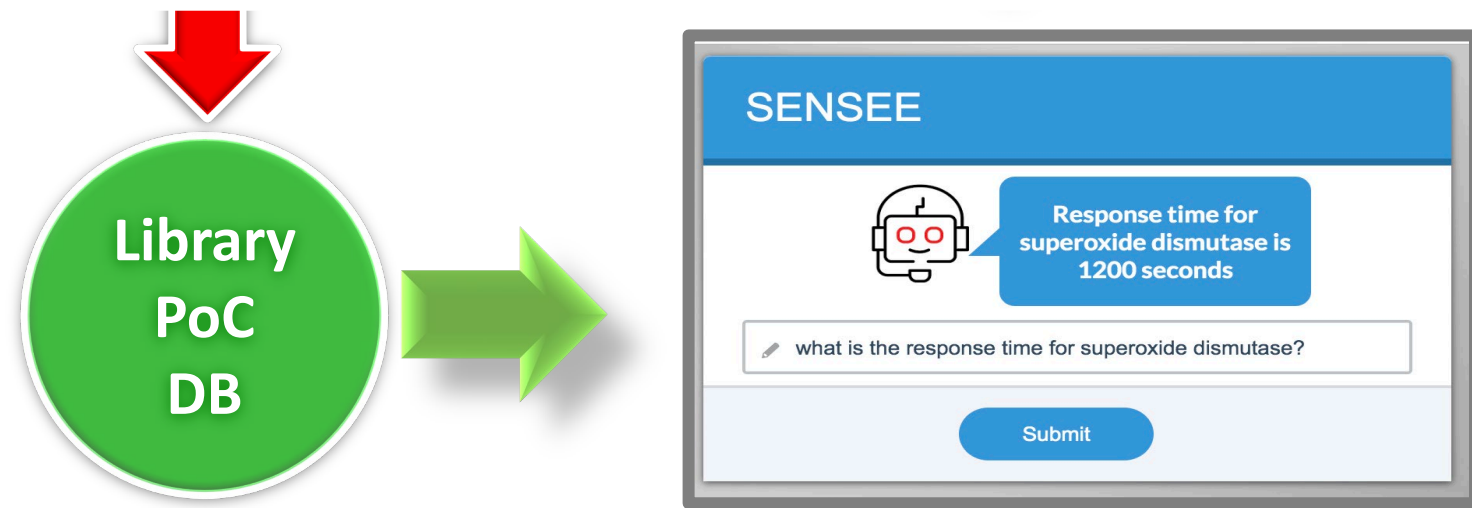 Library
PoC
DB
SENSEE
Response time for
superoxide dismutase is
1200 seconds
what is the response time for superoxide dismutase?
Submit